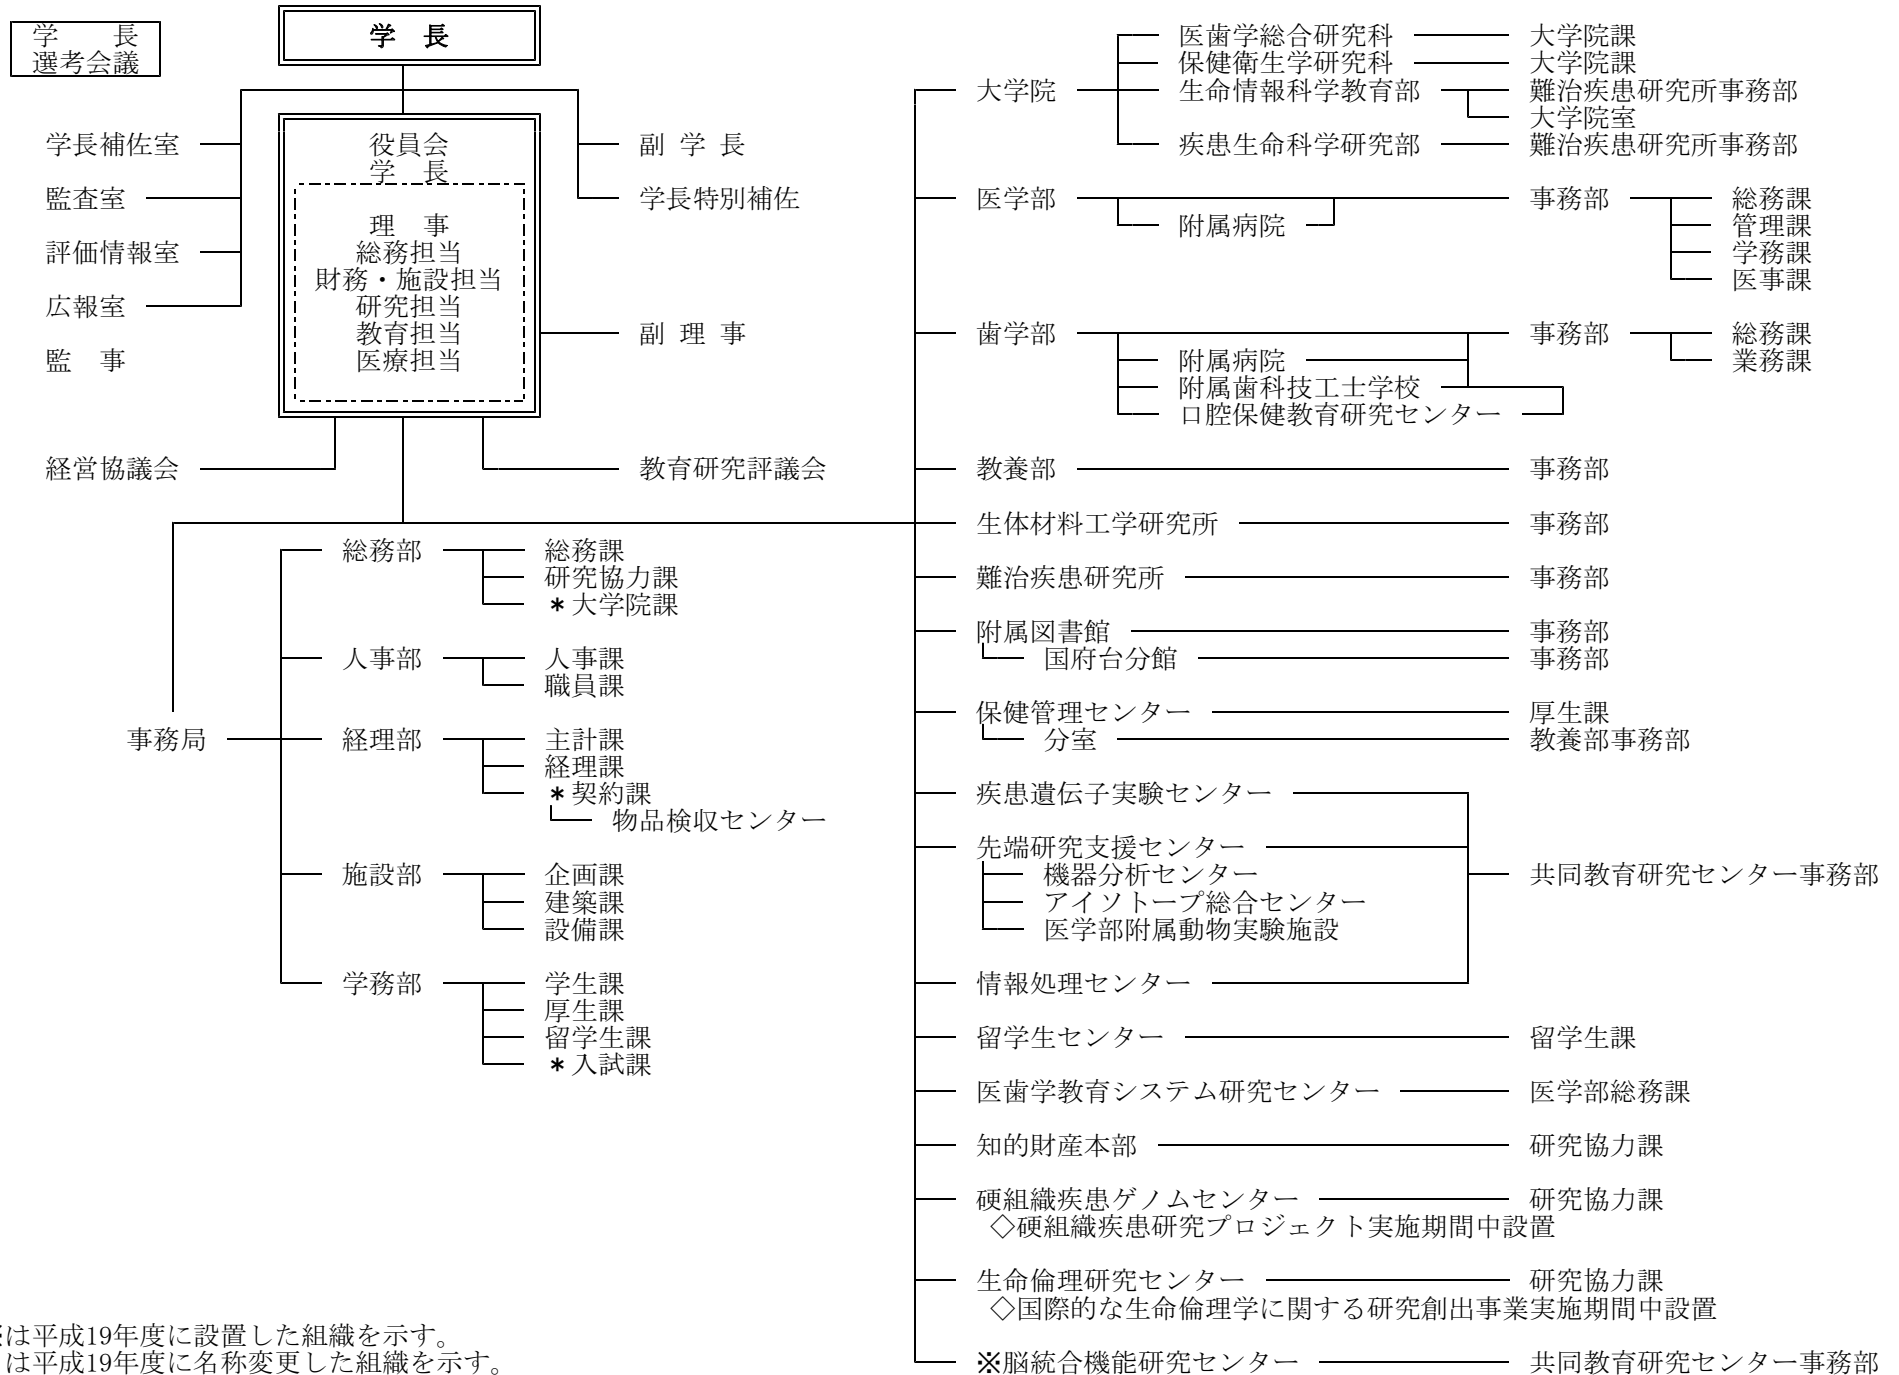 学　長
選考会議
学　長
学長補佐室
監査室
評価情報室
広報室
監　事
役員会
学　長
理　事
総務担当
財務・施設担当
研究担当
教育担当
医療担当
副 学 長
学長特別補佐
副 理 事
経営協議会
教育研究評議会
事務局
総務部
総務課
研究協力課
＊大学院課
人事部
人事課
職員課
経理部
主計課
経理課
＊契約課
物品検収センター
施設部
企画課
建築課
設備課
学務部
学生課
厚生課
留学生課
＊入試課
大学院
医歯学総合研究科 大学院課
保健衛生学研究科 大学院課
生命情報科学教育部 難治疾患研究所事務部
大学院室
疾患生命科学研究部 難治疾患研究所事務部
医学部 事務部 総務課
附属病院 管理課
学務課
医事課
歯学部 事務部 総務課
附属病院 業務課
附属歯科技工士学校
口腔保健教育研究センター
教養部 事務部
生体材料工学研究所 事務部
難治疾患研究所 事務部
附属図書館 事務部
国府台分館 事務部
保健管理センター 厚生課
分室 教養部事務部
疾患遺伝子実験センター
先端研究支援センター
機器分析センター 共同教育研究センター事務部
アイソトープ総合センター
医学部附属動物実験施設
情報処理センター
留学生センター 留学生課
医歯学教育システム研究センター 医学部総務課
知的財産本部 研究協力課
硬組織疾患ゲノムセンター 研究協力課
◇硬組織疾患研究プロジェクト実施期間中設置
生命倫理研究センター 研究協力課
◇国際的な生命倫理学に関する研究創出事業実施期間中設置
※脳統合機能研究センター 共同教育研究センター事務部
は平成19年度に設置した組織を示す。
は平成19年度に名称変更した組織を示す。